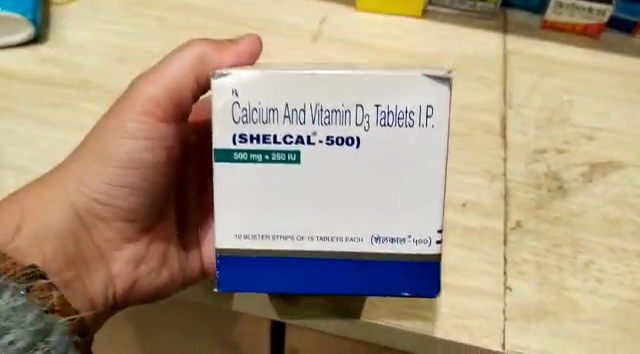 Rx
Calcium And Vitamin D3 Tablets I.P.
(SHELCAL®-500)
500 mg + 250 IU
10 BLISTER STRIPS OF 15 TABLETS EACH (शेलकाल®-५००)